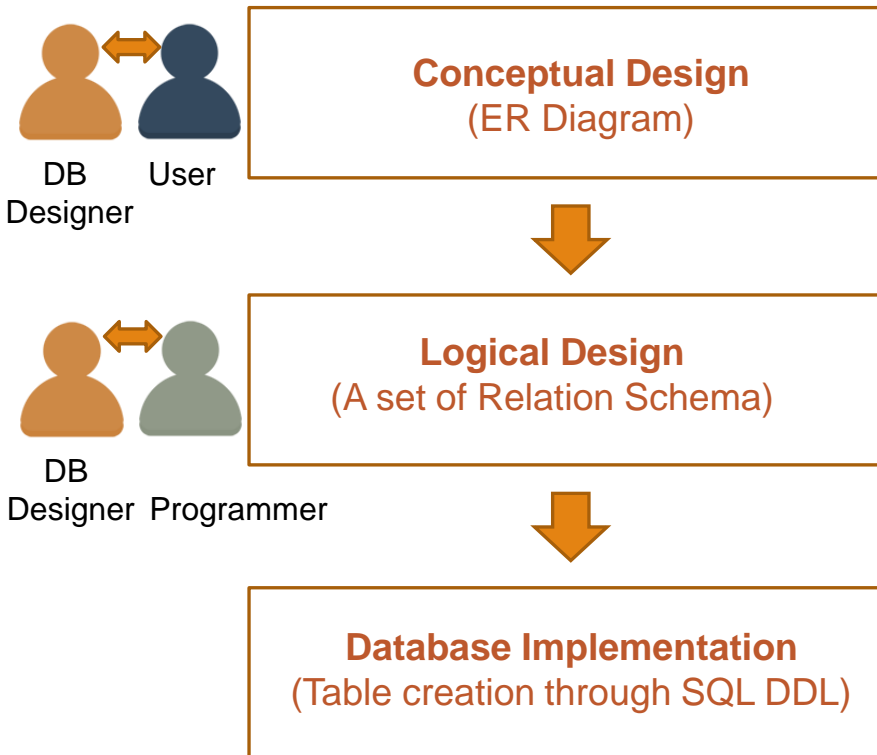 Conceptual Design
(ER Diagram)
DB User
Designer
Logical Design
(A set of Relation Schema)
DB
Designer Programmer
Database Implementation
(Table creation through SQL DDL)